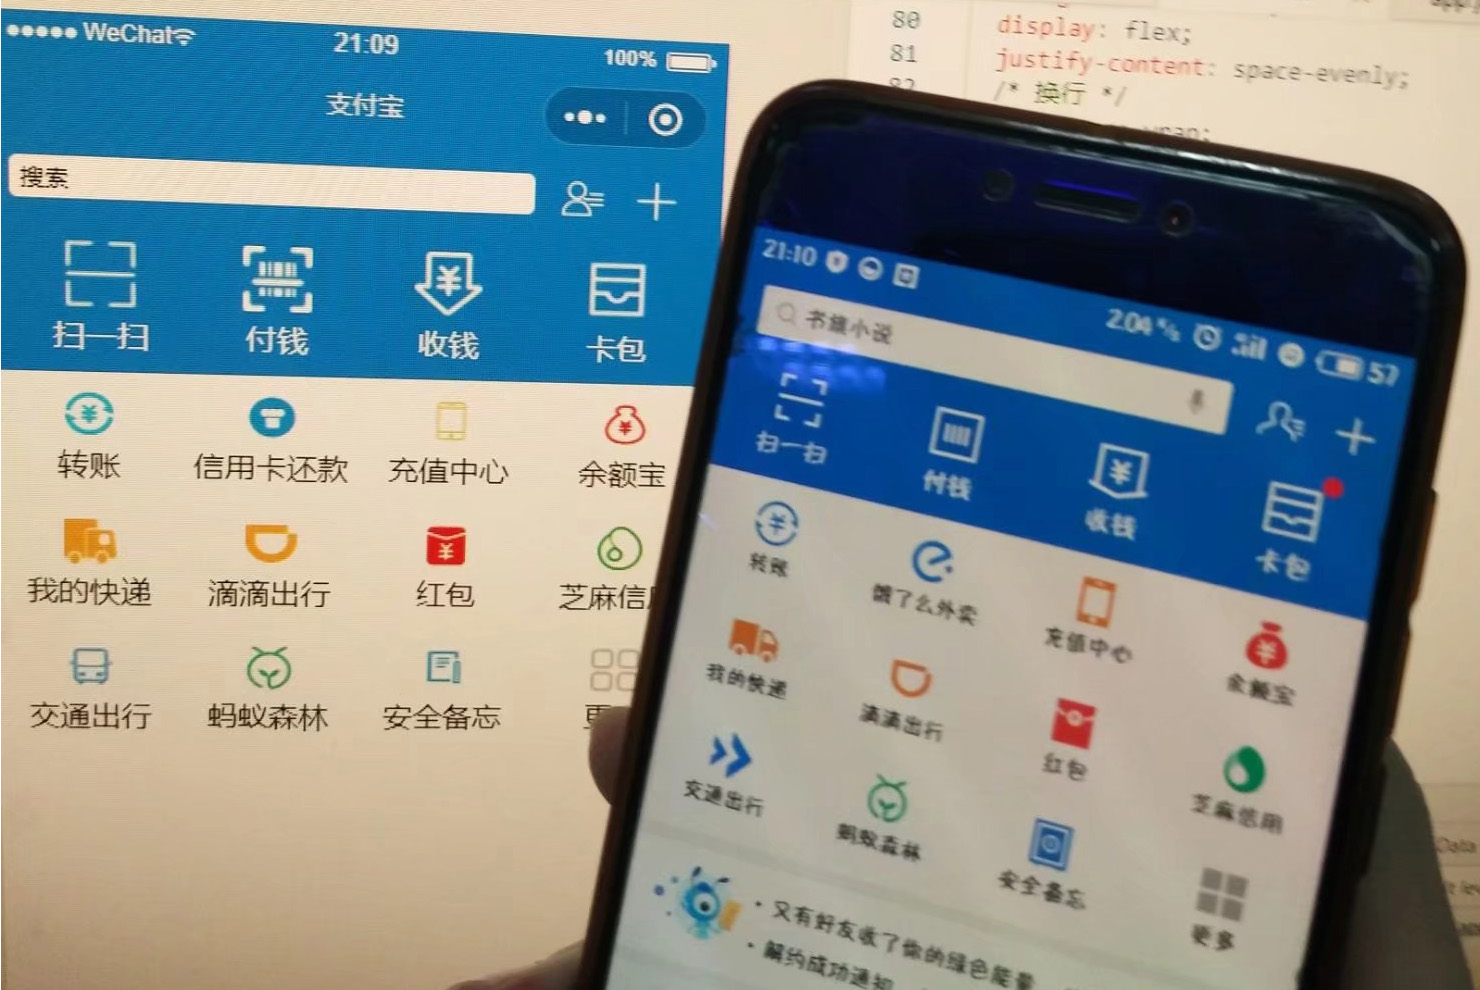 WeChat
21:09
100%
支付宝
搜索
扫一扫
付钱
收钱
卡包
转账
信用卡还款
充值中心
余额宝
我的快递
滴滴出行
红包
芝麻信
交通出行
蚂蚁森林
安全备忘
80
display: flex;
81
justify-content: space-evenly;
82
/* 换行 */
21:10
2.04 K/s
57
书旗小说
扫一扫
付钱
收钱
卡包
转账
饿了么外卖
充值中心
余额宝
我的快递
滴滴出行
红包
芝麻信用
交通出行
蚂蚁森林
安全备忘
更多
· 又有好友收了你的绿色能量
· 解约成功通知
Data